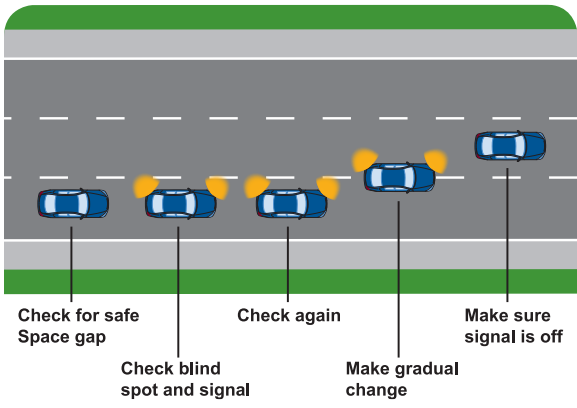 Check for safe
Space gap
Check blind
spot and signal
Check again
Make gradual
change
Make sure
signal is off